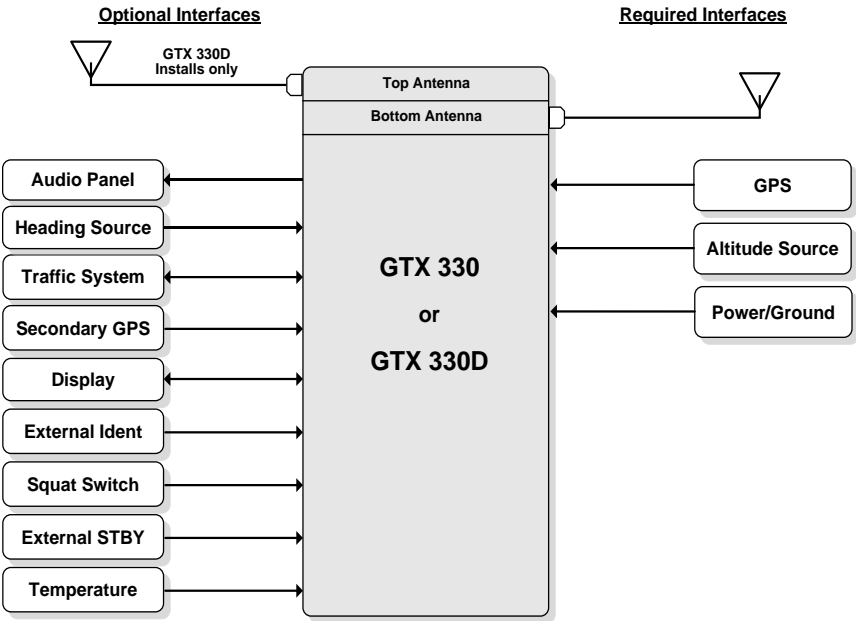 Optional Interfaces
Required Interfaces
GTX 330D
Installs only
Top Antenna
Bottom Antenna
Audio Panel
Heading Source
Traffic System
Secondary GPS
Display
External Ident
Squat Switch
External STBY
Temperature
GTX 330
or
GTX 330D
GPS
Altitude Source
Power/Ground